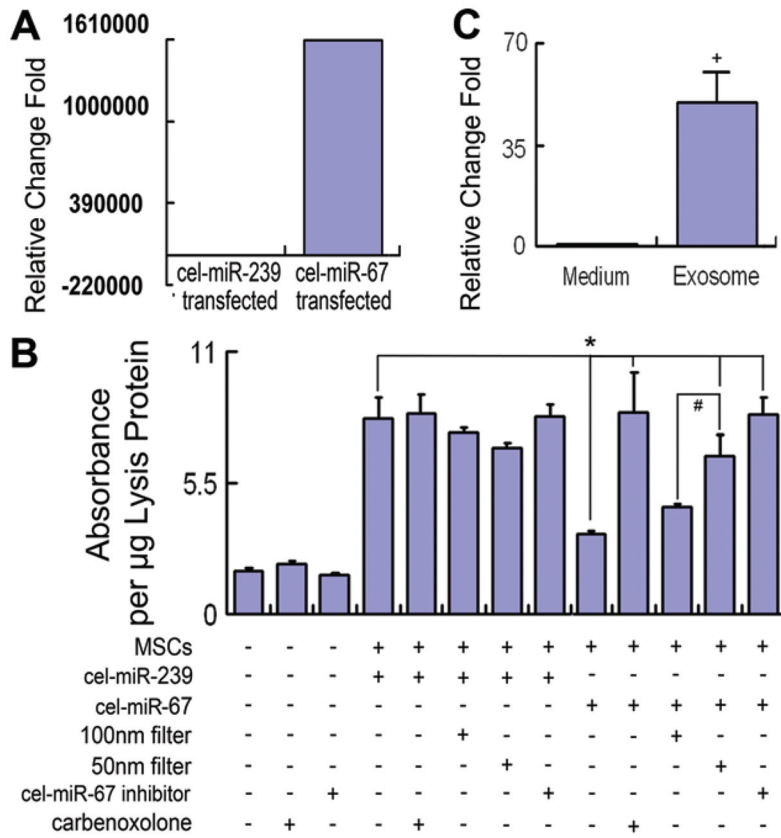 A
Relative Change Fold
1610000
1000000
390000
-220000
cel-miR-239
transfected
cel-miR-67
transfected
C
Relative Change Fold
70
35
0
+
Medium
Exosome
B
Absorbance
per µg Lysis Protein
11
5.5
0
*
#
MSCs - - - + + + + + + + + + +
cel-miR-239 - - - + + + + + - - - - -
cel-miR-67 - - - - - - - - + + + + +
100nm filter - - - - - + - - - - + - -
50nm filter - - - - - - + - - - - + -
cel-miR-67 inhibitor - - + - - - - + - - - - +
carbenoxolone - + - - + - - - - + - - -